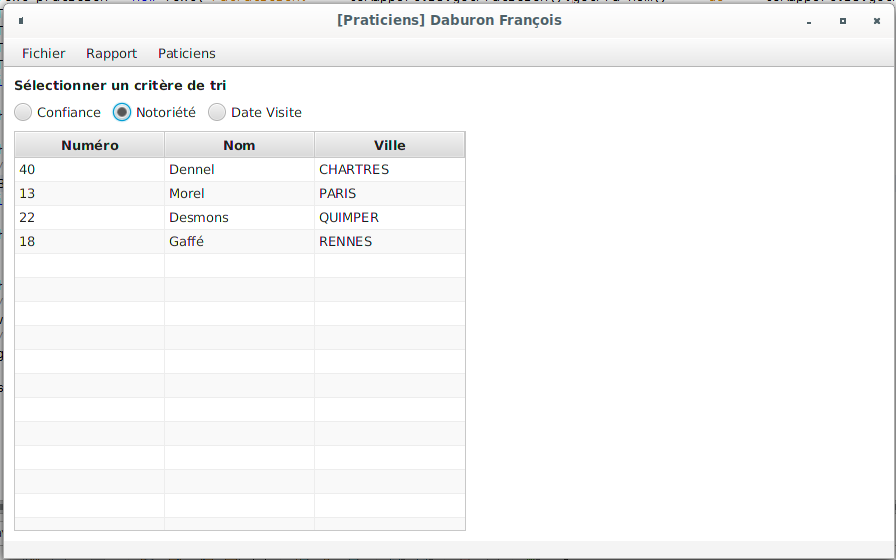 [Praticiens] Daburon François
Fichier Rapport Paticiens
Sélectionner un critère de tri
Confiance Notoriété Date Visite
Numéro Nom Ville
40 Dennel CHARTRES
13 Morel PARIS
22 Desmons QUIMPER
18 Gaffé RENNES